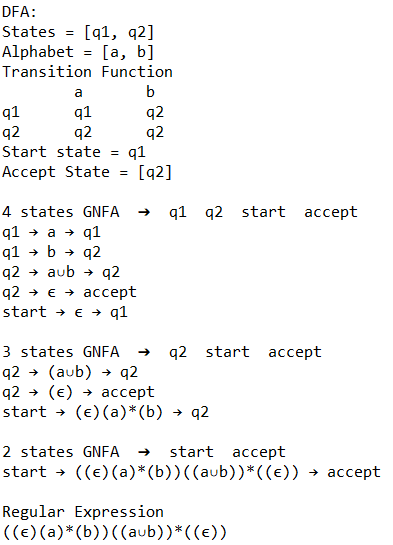 DFA:
States = [q1, q2]
Alphabet = [a, b]
Transition Function
a b
q1 q1 q2
q2 q2 q2
Start state = q1
Accept State = [q2]
4 states GNFA → q1 q2 start accept
q1 → a → q1
q1 → b → q2
q2 → a∪b → q2
q2 → ϵ → accept
start → ϵ → q1
3 states GNFA → q2 start accept
q2 → (a∪b) → q2
q2 → (ϵ) → accept
start → (ϵ)(a)*(b) → q2
2 states GNFA → start accept
start → ((ϵ)(a)*(b))((a∪b))*((ϵ)) → accept
Regular Expression
((ϵ)(a)*(b))((a∪b))*((ϵ))